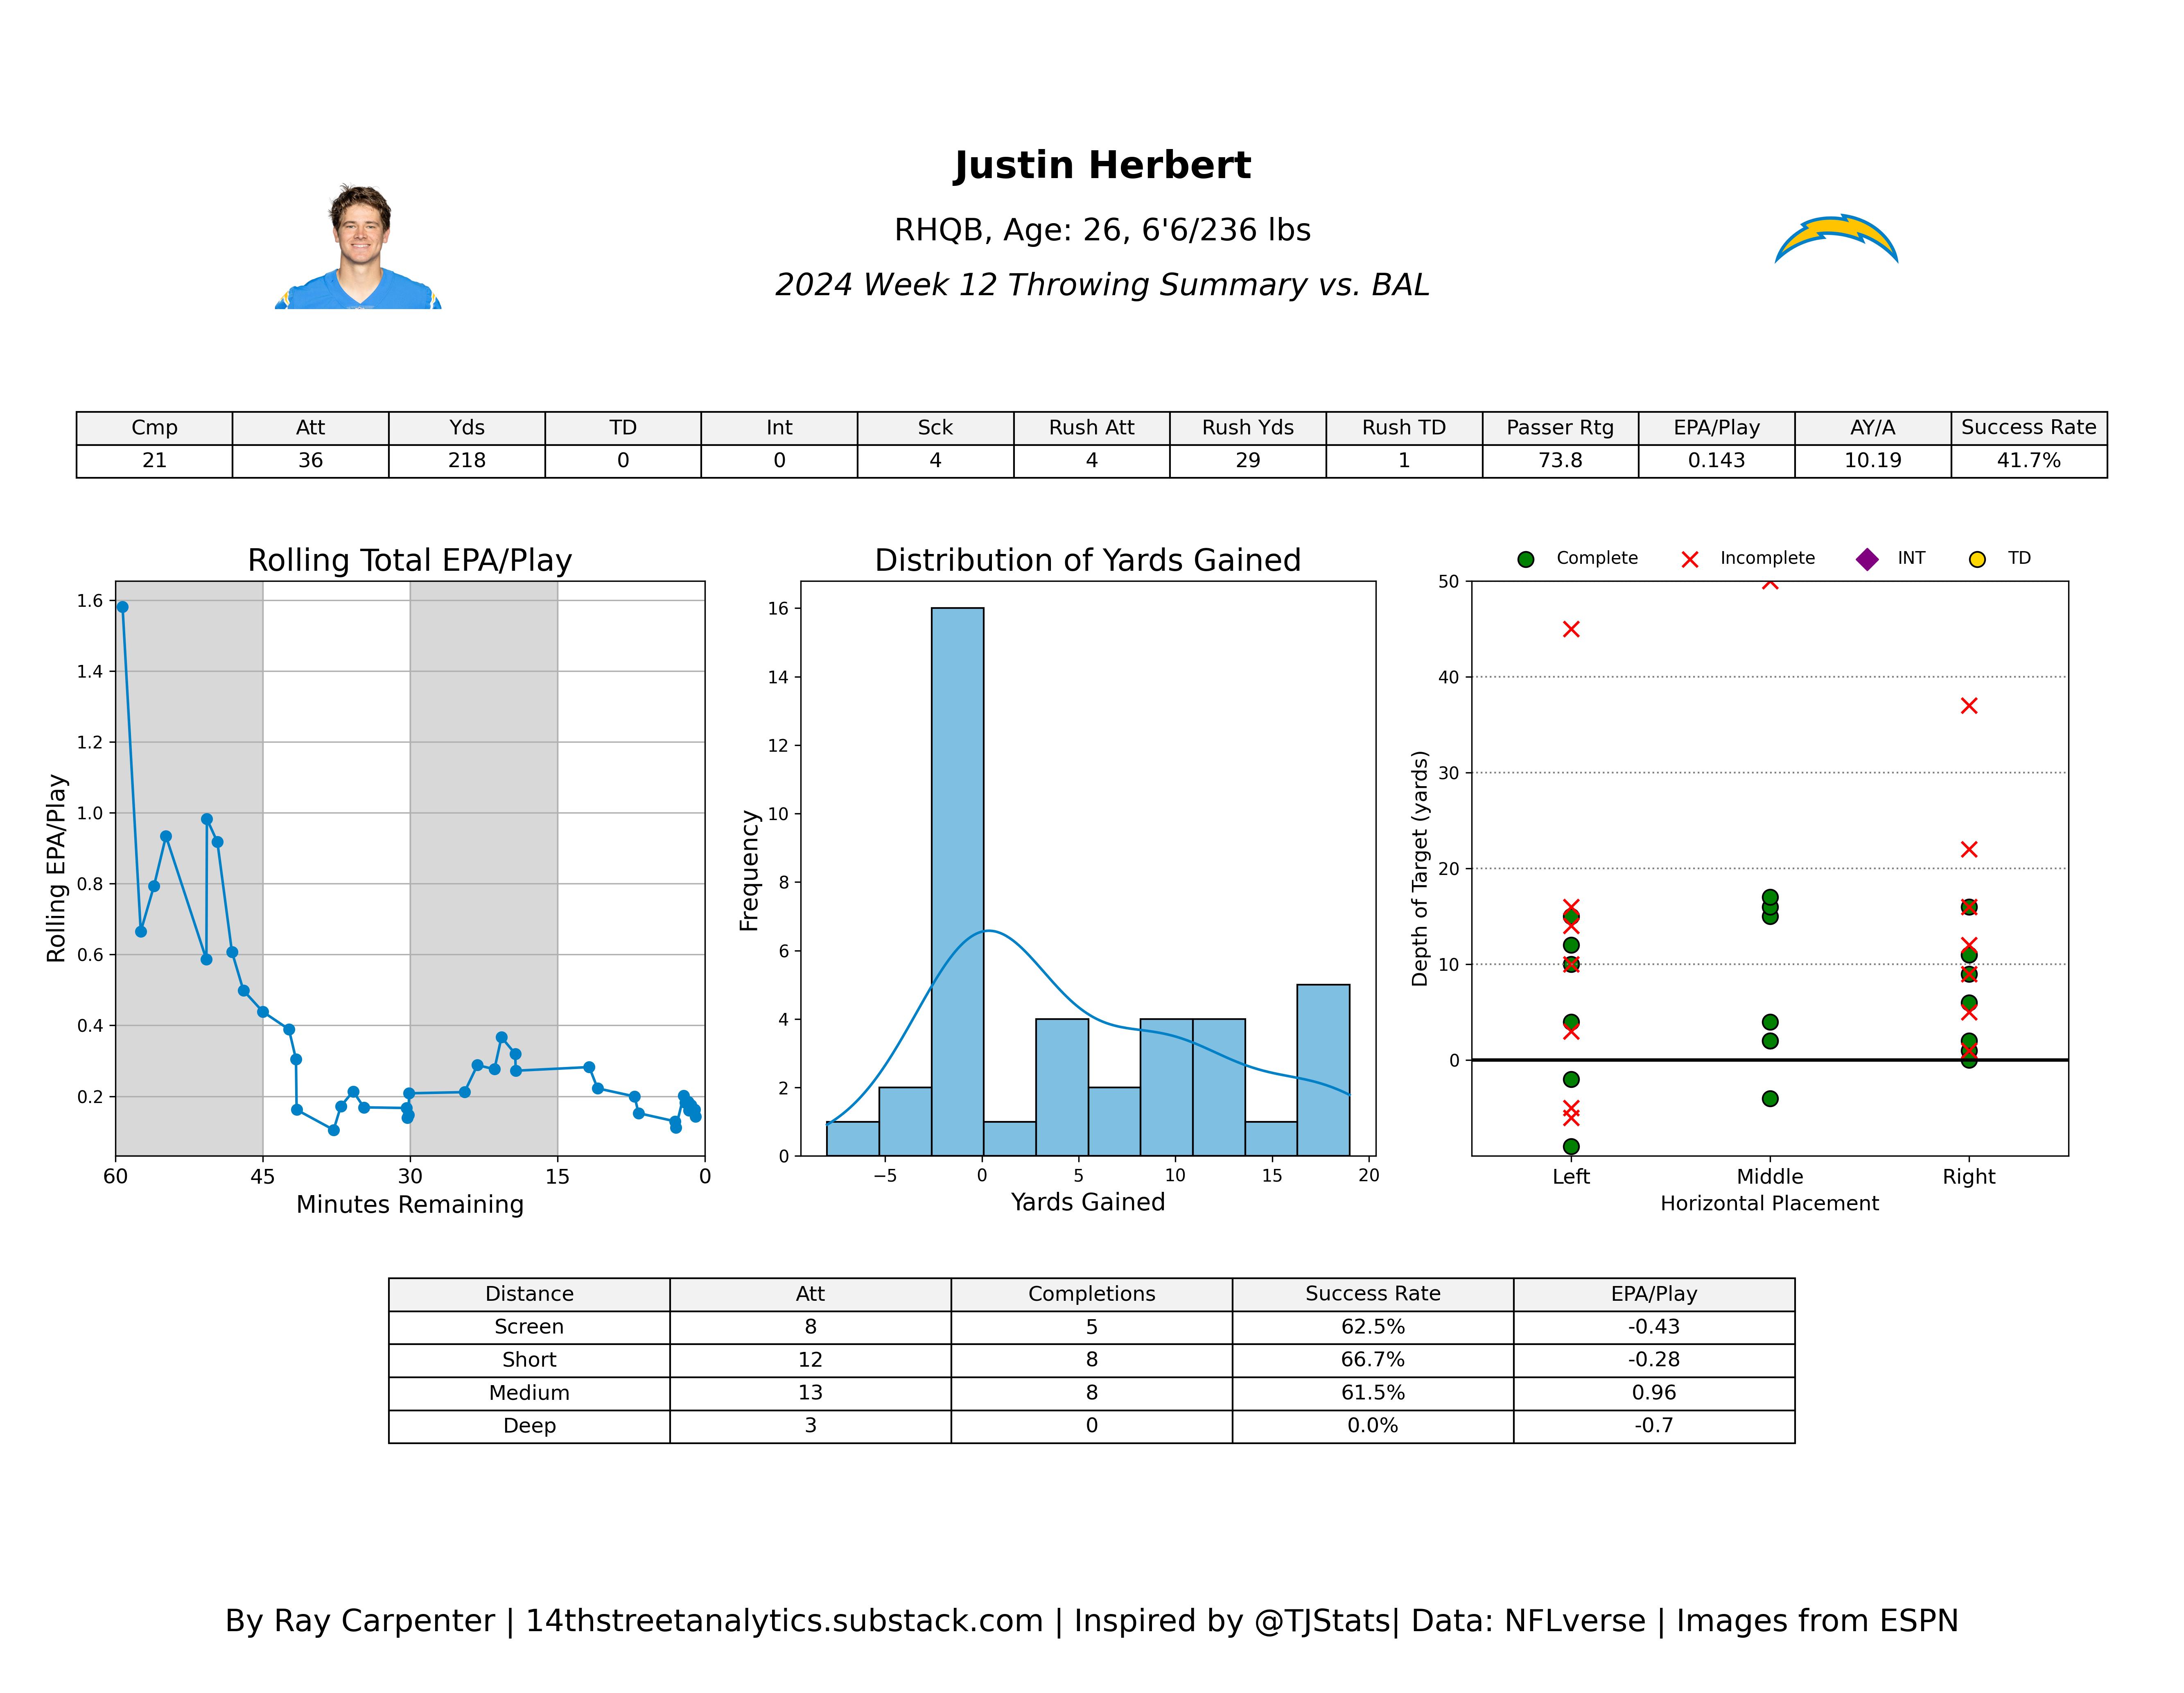 Justin Herbert
RHQB, Age: 26, 6'6/236 lbs
2024 Week 12 Throwing Summary vs. BAL
Cmp Att Yds TD Int Sck Rush Att Rush Yds Rush TD Passer Rtg EPA/Play AY/A Success Rate
21 36 218 0 0 4 4 29 1 73.8 0.143 10.19 41.7%
Rolling Total EPA/Play
Rolling EPA/Play
1.6
1.4
1.2
1.0
0.8
0.6
0.4
0.2
60 45 30 15 0
Minutes Remaining
Distribution of Yards Gained
Frequency
16
14
12
10
8
6
4
2
0
−5 0 5 10 15 20
Yards Gained
Complete Incomplete INT TD
Depth of Target (yards)
50
40
30
20
10
0
Left Middle Right
Horizontal Placement
Distance Att Completions Success Rate EPA/Play
Screen 8 5 62.5% -0.43
Short 12 8 66.7% -0.28
Medium 13 8 61.5% 0.96
Deep 3 0 0.0% -0.7
By Ray Carpenter | 14thstreetanalytics.substack.com | Inspired by @TJStats| Data: NFLverse | Images from ESPN